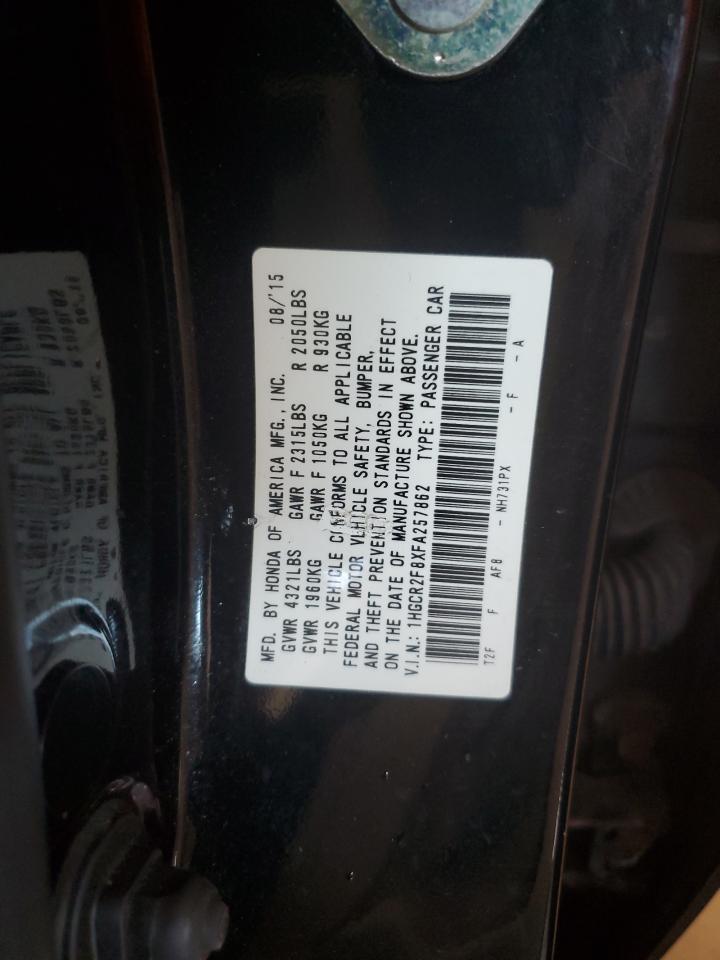 MFD. BY HONDA OF AMERICA MFG., INC. 08/'15
GVWR 4321LBS GAWR F 2315LBS R 2050LBS
GVWR 1960KG GAWR F 1050KG R 930KG
THIS VEHICLE CONFORMS TO ALL APPLICABLE
FEDERAL MOTOR VEHICLE SAFETY, BUMPER,
AND THEFT PREVENTION STANDARDS IN EFFECT
ON THE DATE OF MANUFACTURE SHOWN ABOVE.
V.I.N.: 1HGCR2F8XFA257862 TYPE: PASSENGER CAR
T2F F AF8 - NH731PX - F - A